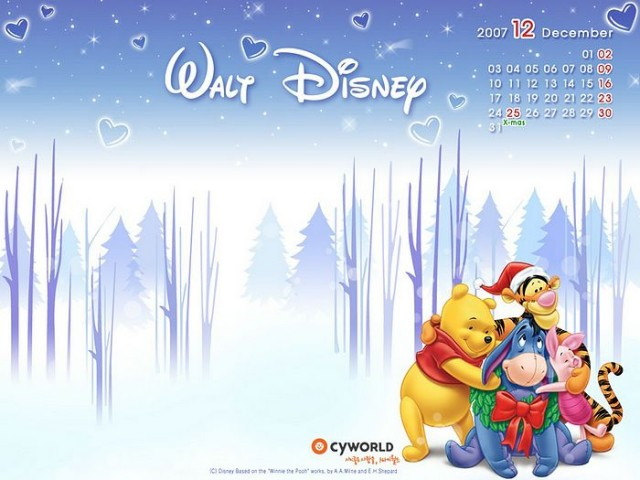 WALT DISNEY
2007 12 December
01 02
03 04 05 06 07 08 09
10 11 12 13 14 15 16
17 18 19 20 21 22 23
24 25 26 27 28 29 30
X-mas
31
CYWORLD
(C) Disney Based on the "Winnie the Pooh" works, by A.A.Milne and E.H.Shepard